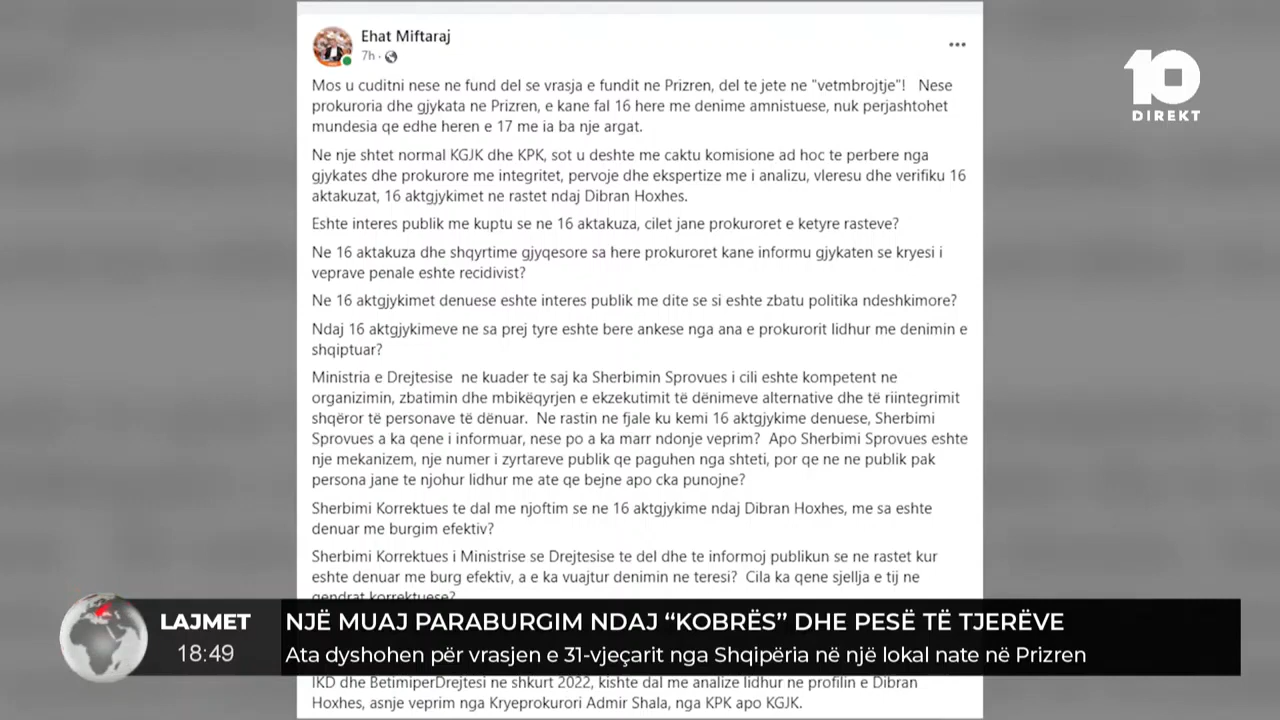 Ehat Miftaraj
7h ·
Mos u cuditni nese ne fund del se vrasja e fundit ne Prizren, del te jete ne "vetmbrojtje"! Nese
prokuroria dhe gjykata ne Prizren, e kane fal 16 here me denime amnistuese, nuk perjashtohet
mundesia qe edhe heren e 17 me ia ba nje argat.
Ne nje shtet normal KGJK dhe KPK, sot u deshte me caktu komisione ad hoc te perbere nga
gjykates dhe prokurore me integritet, pervoje dhe ekspertize me i analizu, vleresu dhe verifiku 16
aktakuzat, 16 aktgjykimet ne rastet ndaj Dibran Hoxhes.
Eshte interes publik me kuptu se ne 16 aktakuza, cilet jane prokuroret e ketyre rasteve?
Ne 16 aktakuza dhe shqyrtime gjyqesore sa here prokuroret kane informu gjykaten se kryesi i
veprave penale eshte recidivist?
Ne 16 aktgjykimet denuese eshte interes publik me dite se si eshte zbatu politika ndeshkimore?
Ndaj 16 aktgjykimeve ne sa prej tyre eshte bere ankese nga ana e prokurorit lidhur me denimin e
shqiptuar?
Ministria e Drejtesise ne kuader te saj ka Sherbimin Sprovues i cili eshte kompetent ne
organizimin, zbatimin dhe mbikëqyrjen e ekzekutimit të dënimeve alternative dhe të riintegrimit
shqëror të personave të dënuar. Ne rastin ne fjale ku kemi 16 aktgjykime denuese, Sherbimi
Sprovues a ka qene i informuar, nese po a ka marr ndonje veprim? Apo Sherbimi Sprovues eshte
nje mekanizem, nje numer i zyrtareve publik qe paguhen nga shteti, por qe ne ne publik pak
persona jane te njohur lidhur me ate qe bejne apo cka punojne?
Sherbimi Korrektues te dal me njoftim se ne 16 aktgjykime ndaj Dibran Hoxhes, me sa eshte
denuar me burgim efektiv?
Sherbimi Korrektues i Ministrise se Drejtesise te del dhe te informoj publikun se ne rastet kur
eshte denuar me burg efektiv, a e ka vuajtur denimin ne teresi? Cila ka qene sjellja e tij ne
qendrat korrektuese?
IKD dhe BetimiperDrejtesi ne shkurt 2022, kishte dal me analize lidhur ne profilin e Dibran
Hoxhes, asnje veprim nga Kryeprokurori Admir Shala, nga KPK apo KGJK.
10
DIREKT
LAJMET
18:49
NJË MUAJ PARABURGIM NDAJ “KOBRËS” DHE PESË TË TJERËVE
Ata dyshohen për vrasjen e 31-vjeçarit nga Shqipëria në një lokal nate në Prizren